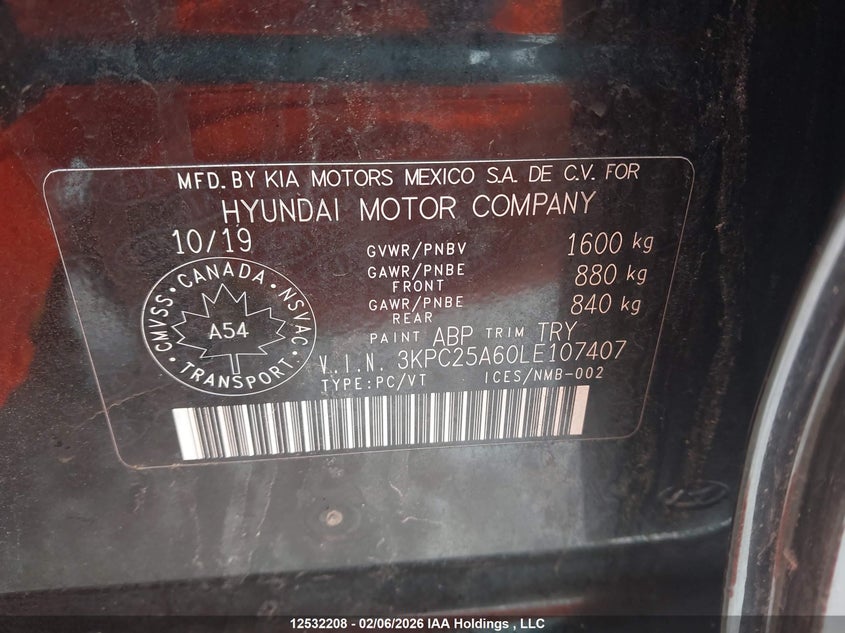 MFD. BY KIA MOTORS MEXICO S.A. DE C.V. FOR
HYUNDAI MOTOR COMPANY
10/19
GVWR/PNBV 1600 kg
GAWR/PNBE FRONT 880 kg
GAWR/PNBE REAR 840 kg
CMVSS • CANADA • NSVAC • TRANSPORT •
A54
PAINT ABP TRIM TRY
V.I.N. 3KPC25A60LE107407
TYPE:PC/VT ICES/NMB-002
12532208 - 02/06/2026 IAA Holdings , LLC